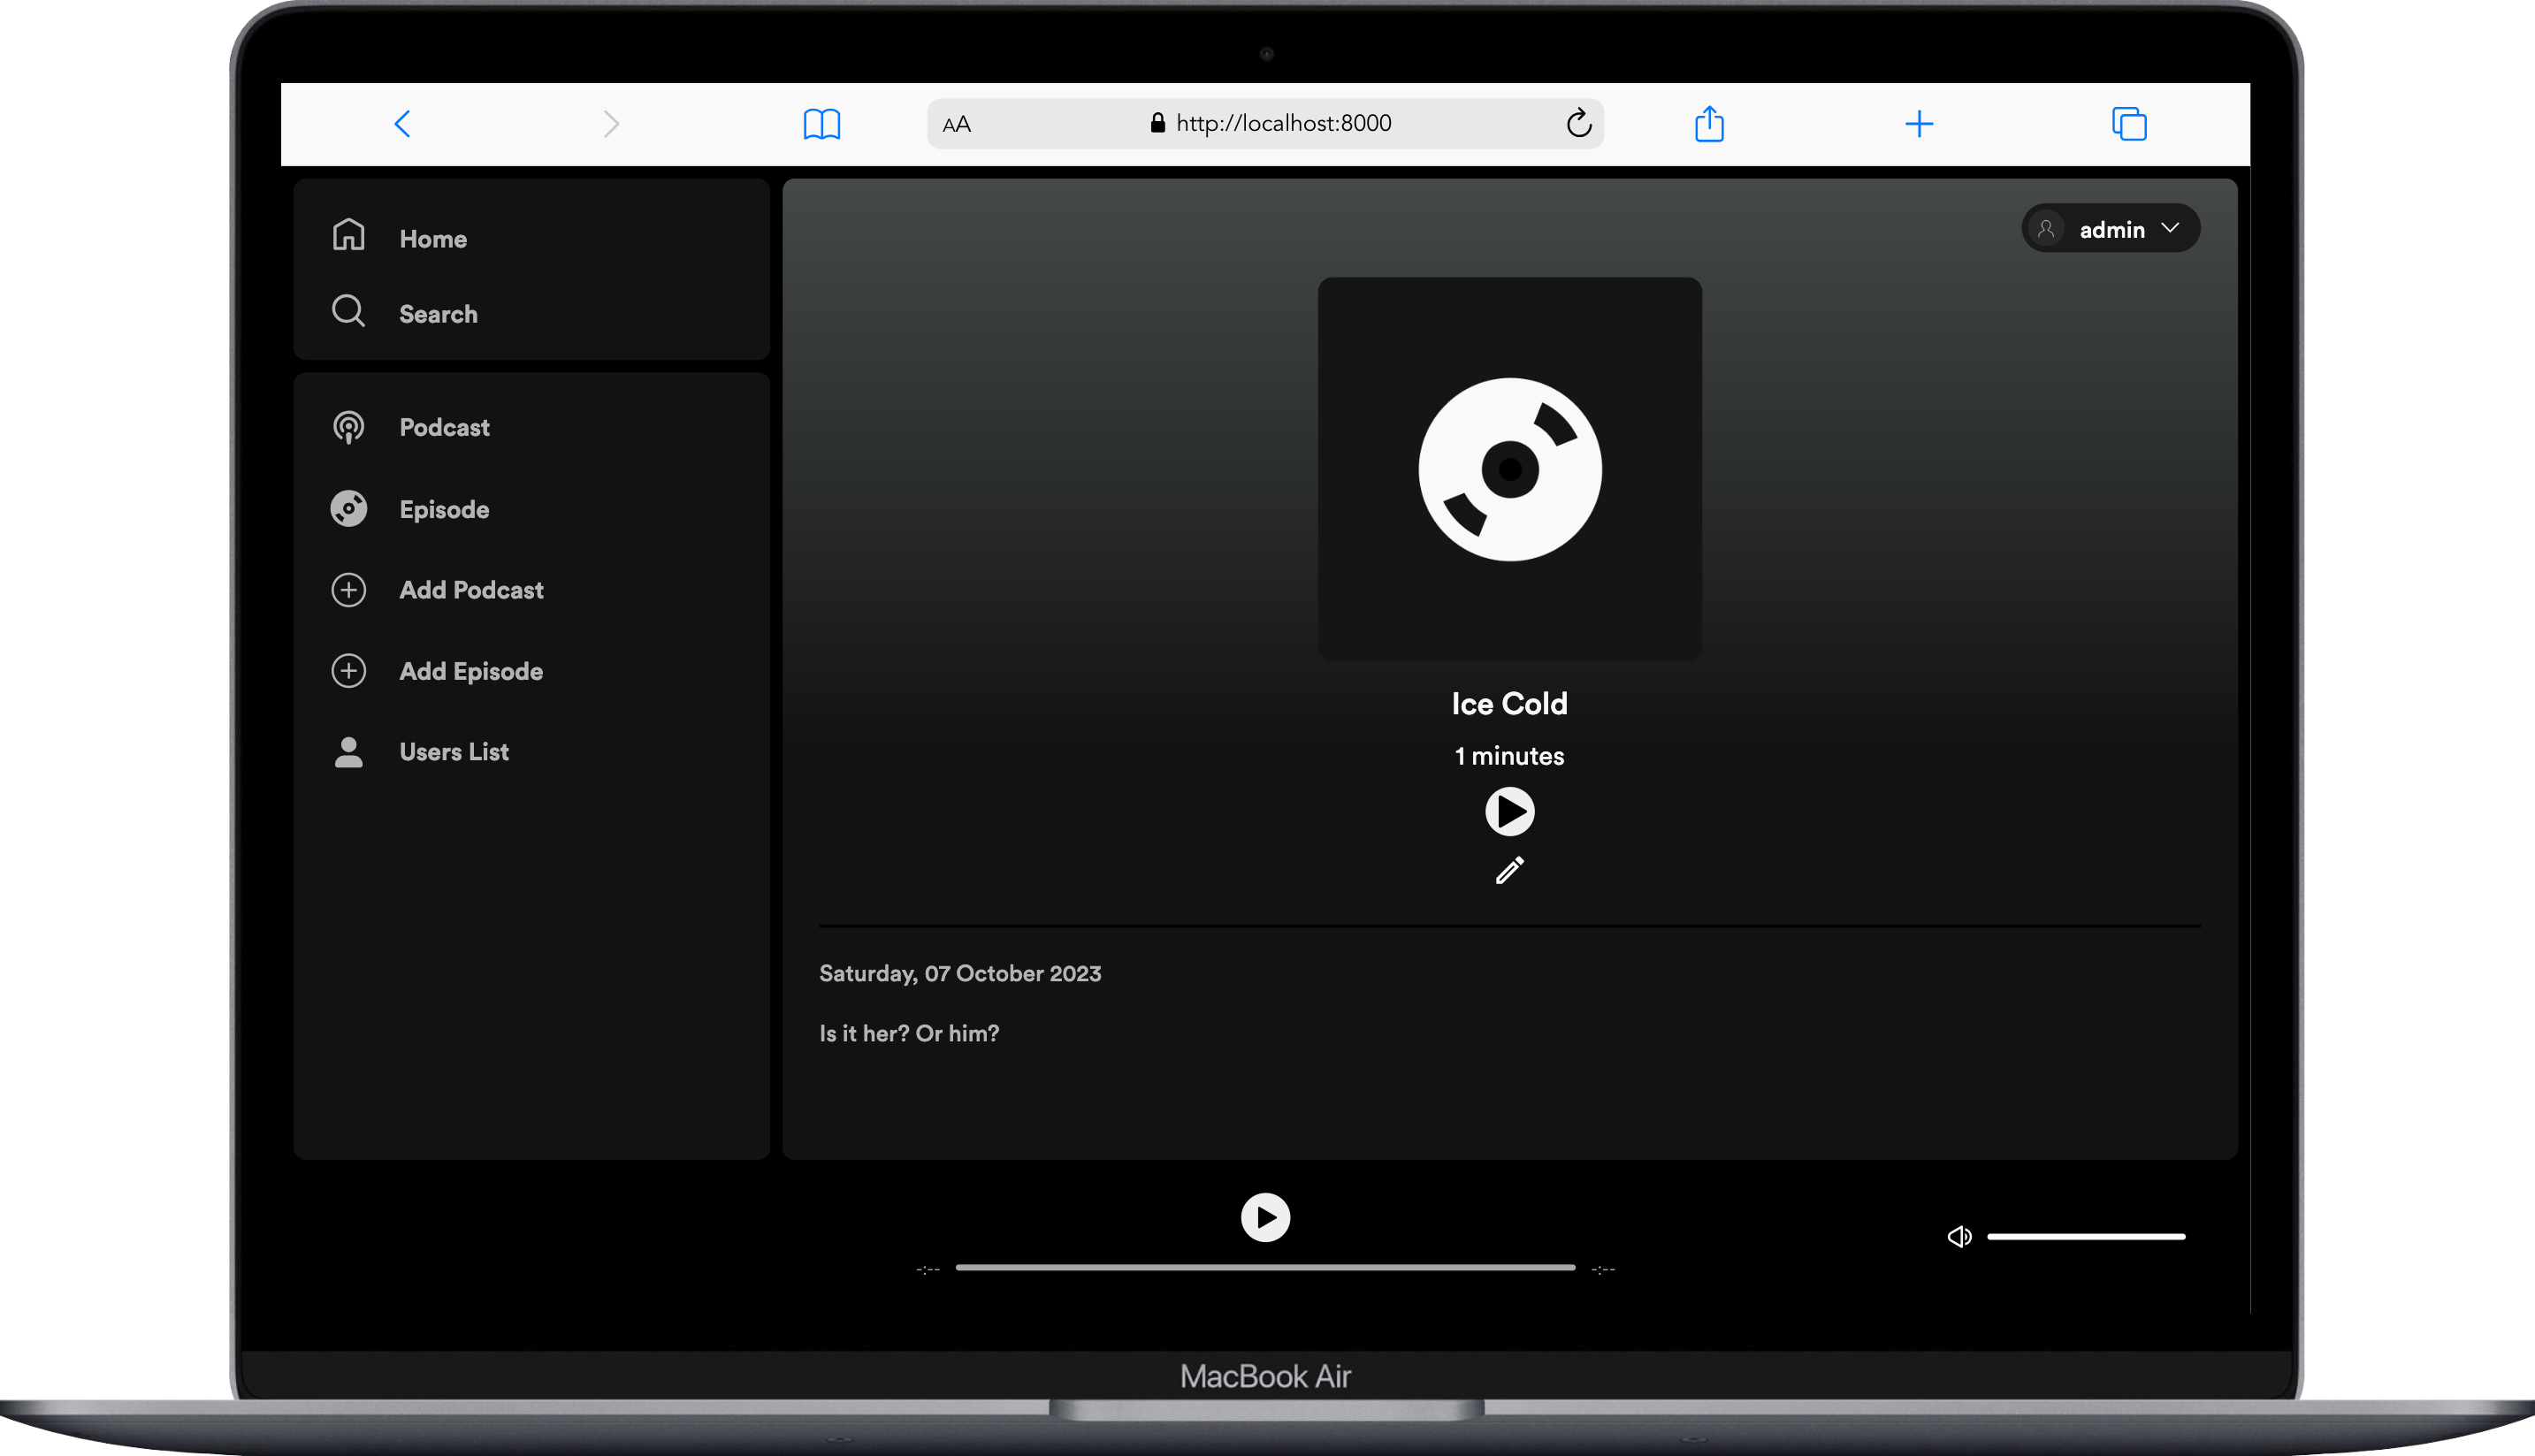 AA
http://localhost:8000
Home
Search
Podcast
Episode
Add Podcast
Add Episode
Users List
admin
Ice Cold
1 minutes
Saturday, 07 October 2023
Is it her? Or him?
-:--
-:--
MacBook Air